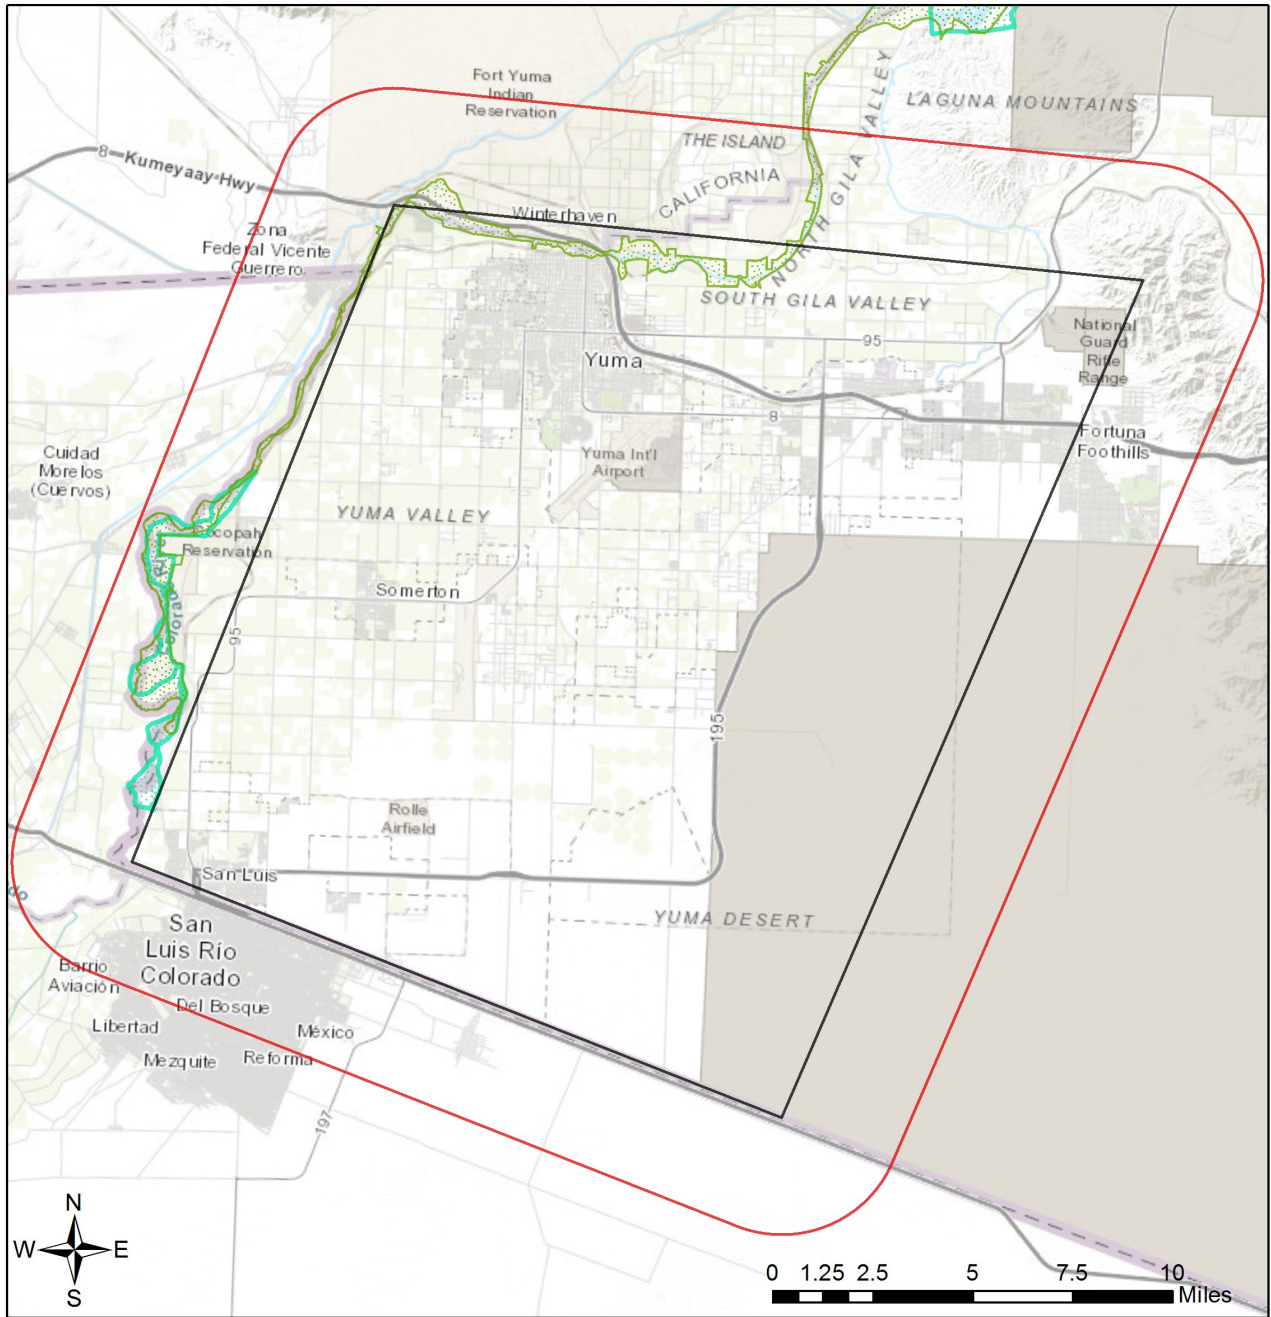 Fort Yuma
Indian
Reservation
LAGUNA MOUNTAINS
THE ISLAND
8
Kumeyaay Hwy
CALIFORNIA
NORTH GILA VALLEY
Winterhaven
Zona
Federal Vicente
Guerrero
SOUTH GILA VALLEY
National
Guard
Rifle
Range
95
Yuma
8
Fortuna
Foothills
Cuidad
Morelos
(Cuervos)
Yuma Int'l
Airport
YUMA VALLEY
Cocopah
Reservation
Somerton
95
195
Rolle
Airfield
San Luis
YUMA DESERT
San
Luis Río
Colorado
Barrio
Aviación
Del Bosque
Libertad
México
Mezquite
Reforma
197
N
W E
S
0 1.25 2.5 5 7.5 10
Miles